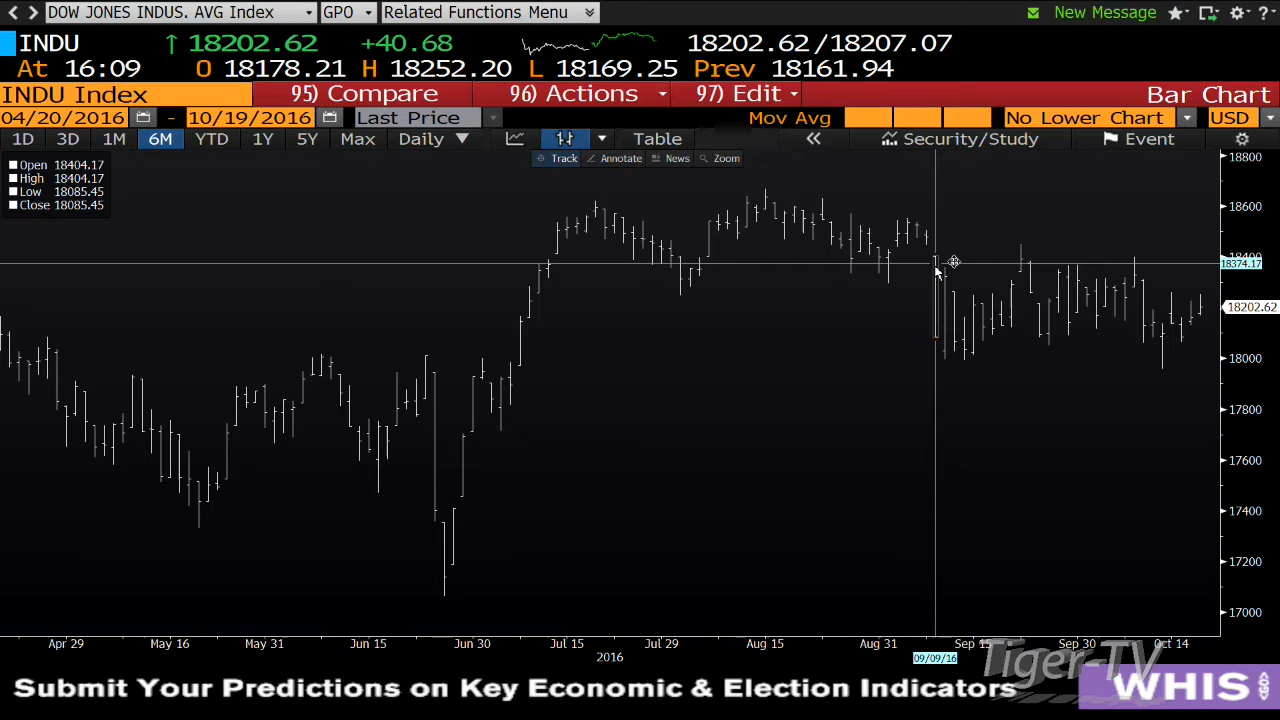 DOW JONES INDUS. AVG Index GPO Related Functions Menu New Message ?
INDU ↑ 18202.62 +40.68 18202.62/18207.07
At 16:09 O 18178.21 H 18252.20 L 18169.25 Prev 18161.94
INDU Index 95) Compare 96) Actions 97) Edit Bar Chart
04/20/2016 - 10/19/2016 Last Price Mov Avg No Lower Chart USD
1D 3D 1M 6M YTD 1Y 5Y Max Daily Table « Security/Study Event
Track Annotate News Zoom
Open 18404.17
High 18404.17
Low 18085.45
Close 18085.45
18800
18600
18400
18374.17
18202.62
18000
17800
17600
17400
17200
17000
Apr 29 May 16 May 31 Jun 15 Jun 30 Jul 15 Jul 29 Aug 15 Aug 31 Sep 15 Sep 30 Oct 14
2016 09/09/16
Tiger-TV
Submit Your Predictions on Key Economic & Election Indicators
WHIS